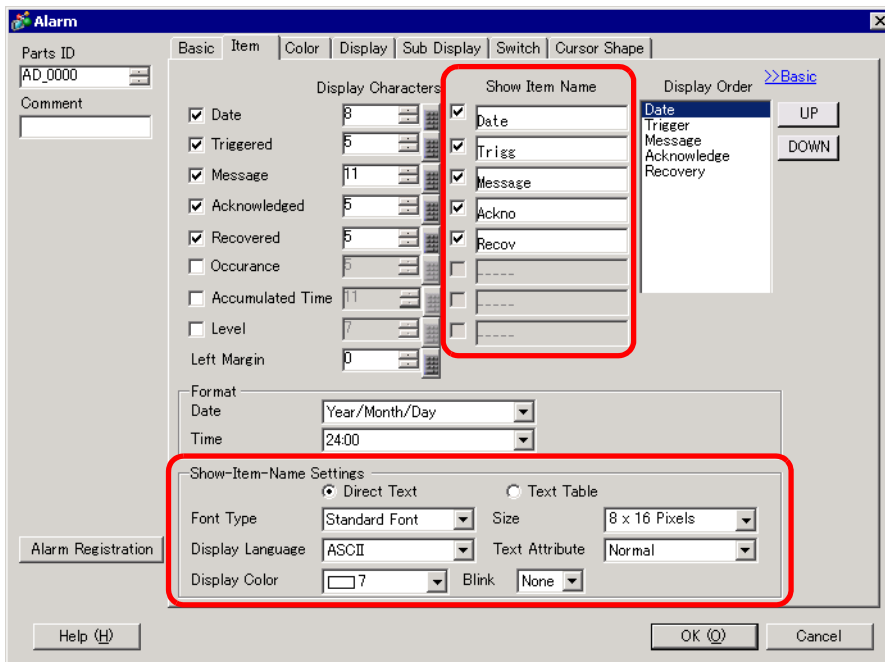 Alarm
Parts ID
AD_0000
Comment
Basic Item Color Display Sub Display Switch Cursor Shape
>>Basic
Display Characters Show Item Name Display Order
Date 8 Date
Triggered 5 Trigg
Message 11 Message
Acknowledged 5 Ackno
Recovered 5 Recov
Occurance 5 -----
Accumulated Time 11 -----
Level 7 -----
Left Margin 0
Date
Trigger
Message
Acknowledge
Recovery
UP
DOWN
Format
Date Year/Month/Day
Time 24:00
Show-Item-Name Settings
Direct Text Text Table
Font Type Standard Font Size 8 x 16 Pixels
Display Language ASCII Text Attribute Normal
Display Color 7 Blink None
Alarm Registration
Help (H) OK (O) Cancel